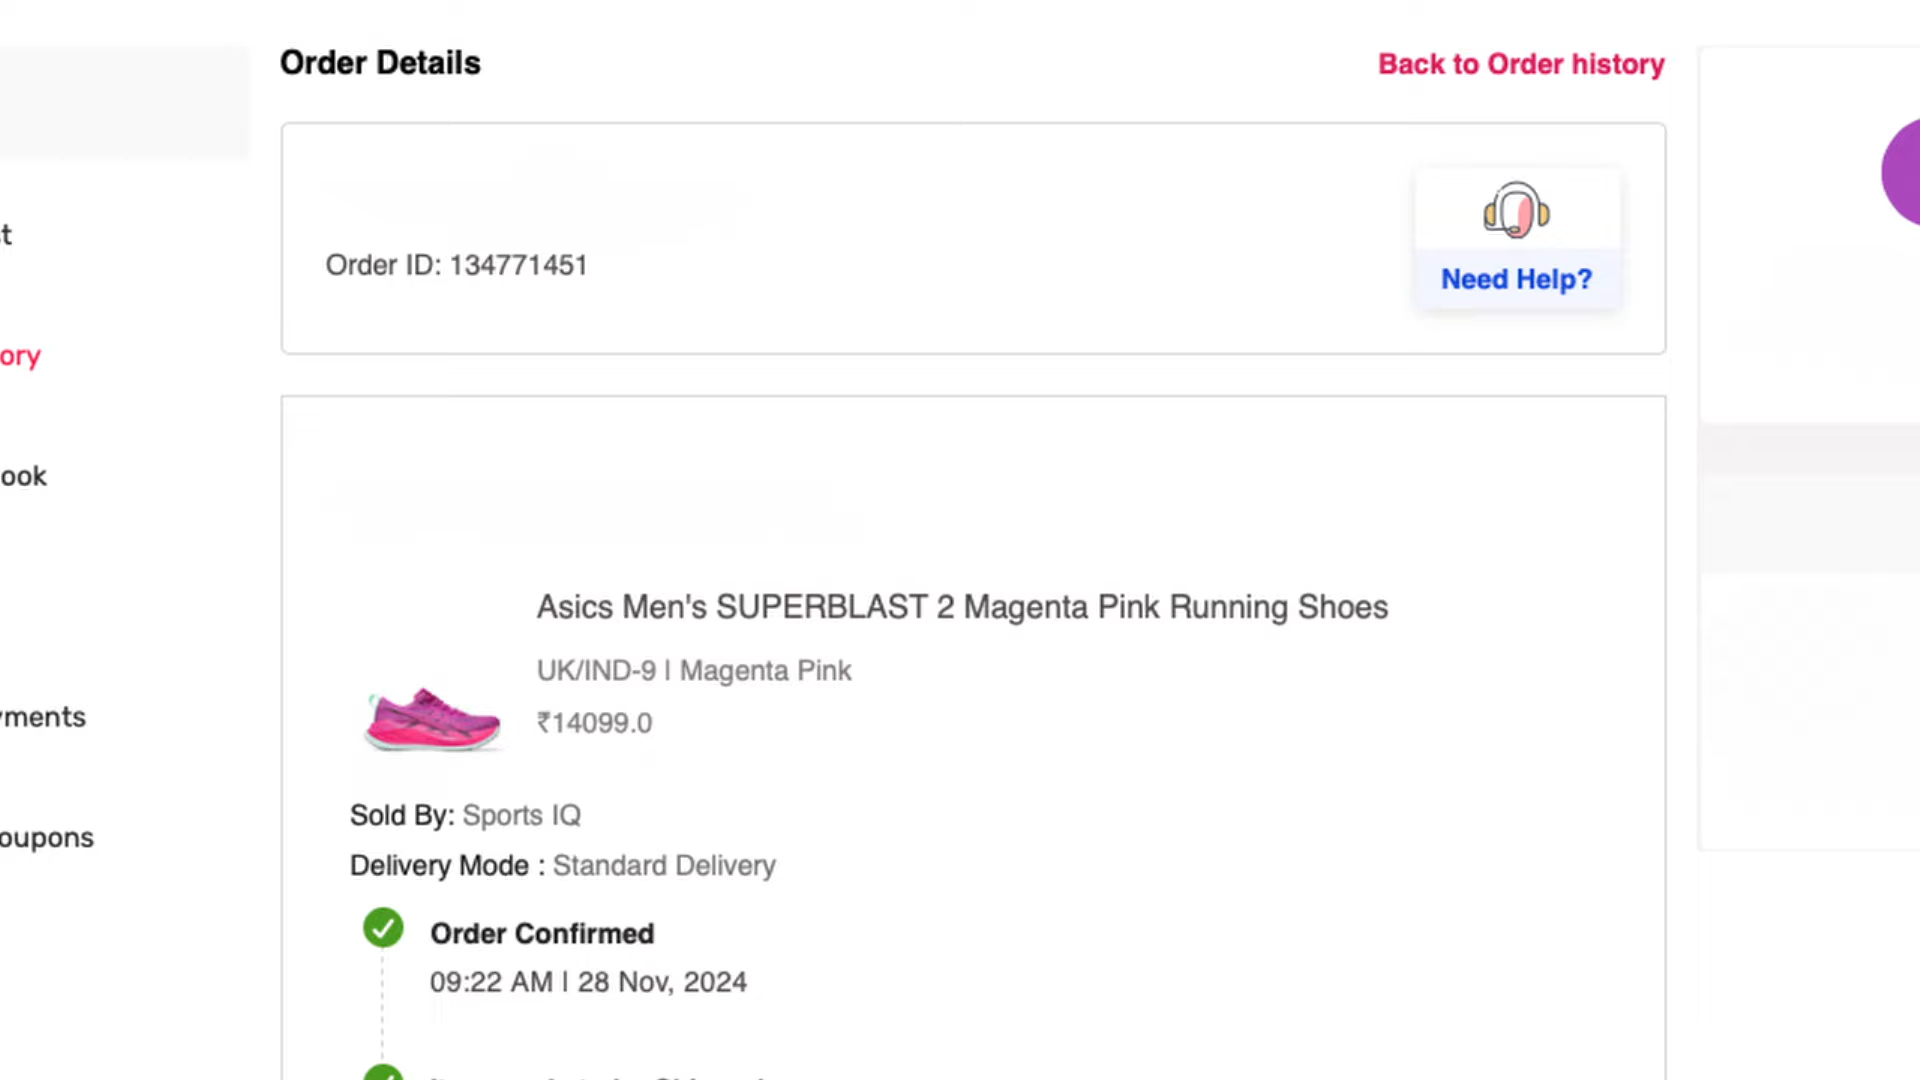 Order Details
Back to Order history
Order ID: 134771451
Need Help?
t
ory
ook
yments
oupons
Asics Men's SUPERBLAST 2 Magenta Pink Running Shoes
UK/IND-9 | Magenta Pink
₹14099.0
Sold By: Sports IQ
Delivery Mode : Standard Delivery
Order Confirmed
09:22 AM | 28 Nov, 2024